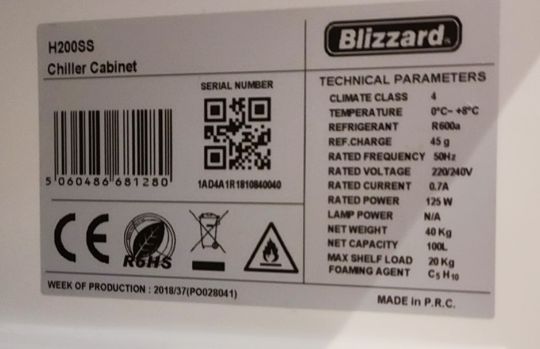 H200SS
Chiller Cabinet
Blizzard
SERIAL NUMBER
5 060486 681280
1AD4A1R1810840040
CE
RoHS
WEEK OF PRODUCTION : 2018/37(PO028041)
TECHNICAL PARAMETERS
CLIMATE CLASS 4
TEMPERATURE 0°C~ +8°C
REFRIGERANT R600a
REF.CHARGE 45 g
RATED FREQUENCY 50Hz
RATED VOLTAGE 220/240V
RATED CURRENT 0.7A
RATED POWER 125 W
LAMP POWER N/A
NET WEIGHT 40 Kg
NET CAPACITY 100L
MAX SHELF LOAD 20 Kg
FOAMING AGENT C₅ H₁₀
MADE in P.R.C.